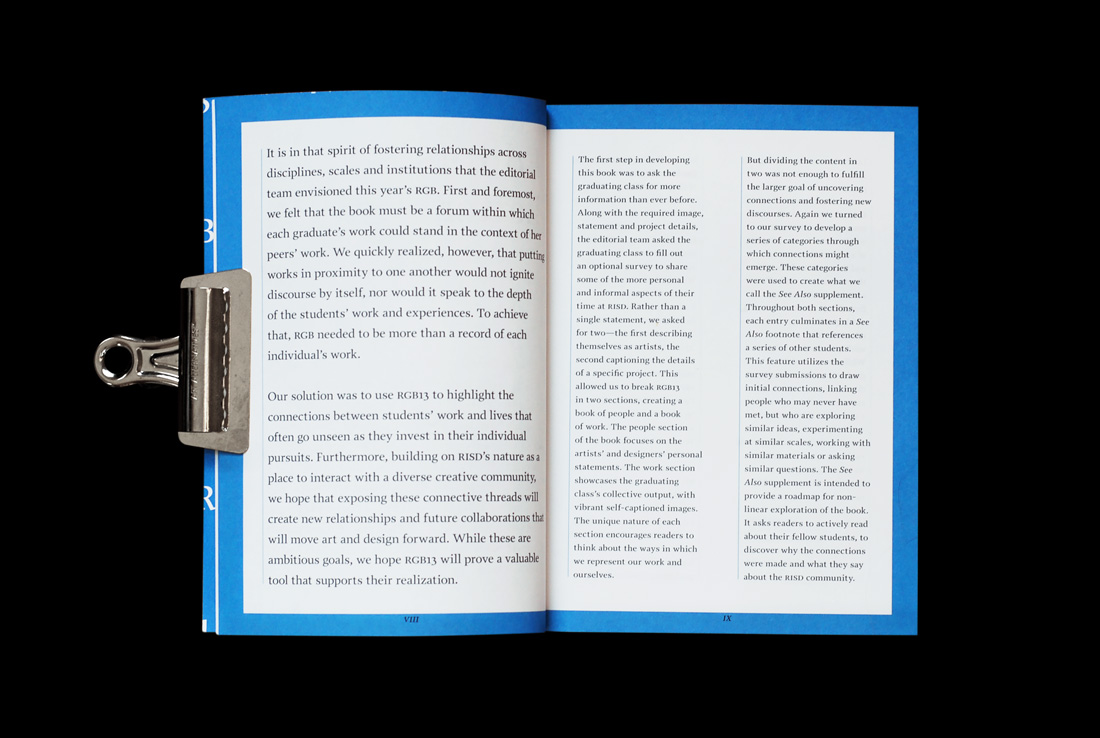 It is in that spirit of fostering relationships across
disciplines, scales and institutions that the editorial
team envisioned this year's RGB. First and foremost,
we felt that the book must be a forum within which
each graduate's work could stand in the context of her
peers' work. We quickly realized, however, that putting
works in proximity to one another would not ignite
discourse by itself, nor would it speak to the depth
of the students' work and experiences. To achieve
that, RGB needed to be more than a record of each
individual's work.
Our solution was to use RGB13 to highlight the
connections between students' work and lives that
often go unseen as they invest in their individual
pursuits. Furthermore, building on RISD's nature as a
place to interact with a diverse creative community,
we hope that exposing these connective threads will
create new relationships and future collaborations that
will move art and design forward. While these are
ambitious goals, we hope RGB13 will prove a valuable
tool that supports their realization.
VIII
The first step in developing
this book was to ask the
graduating class for more
information than ever before.
Along with the required image,
statement and project details,
the editorial team asked the
graduating class to fill out
an optional survey to share
some of the more personal
and informal aspects of their
time at RISD. Rather than a
single statement, we asked
for two—the first describing
themselves as artists, the
second captioning the details
of a specific project. This
allowed us to break RGB13
in two sections, creating a
book of people and a book
of work. The people section
of the book focuses on the
artists' and designers' personal
statements. The work section
showcases the graduating
class's collective output, with
vibrant self-captioned images.
The unique nature of each
section encourages readers to
think about the ways in which
we represent our work and
ourselves.
But dividing the content in
two was not enough to fulfill
the larger goal of uncovering
connections and fostering new
discourses. Again we turned
to our survey to develop a
series of categories through
which connections might
emerge. These categories
were used to create what we
call the See Also supplement.
Throughout both sections,
each entry culminates in a See
Also footnote that references
a series of other students.
This feature utilizes the
survey submissions to draw
initial connections, linking
people who may never have
met, but who are exploring
similar ideas, experimenting
at similar scales, working with
similar materials or asking
similar questions. The See
Also supplement is intended to
provide a roadmap for non-
linear exploration of the book.
It asks readers to actively read
about their fellow students, to
discover why the connections
were made and what they say
about the RISD community.
IX